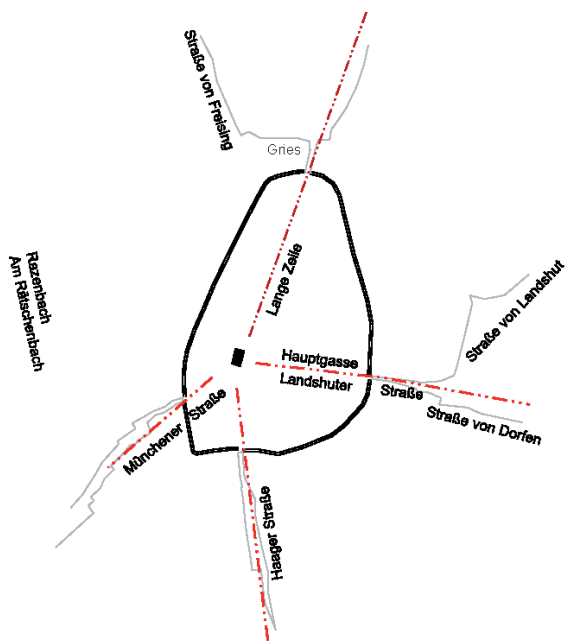 Straße von Freising
Gries
Lange Zeile
Razenbach
Am Rätschenbach
Straße von Landshut
Hauptgasse
Landshuter Straße
Straße von Dorfen
Münchener Straße
Haager Straße